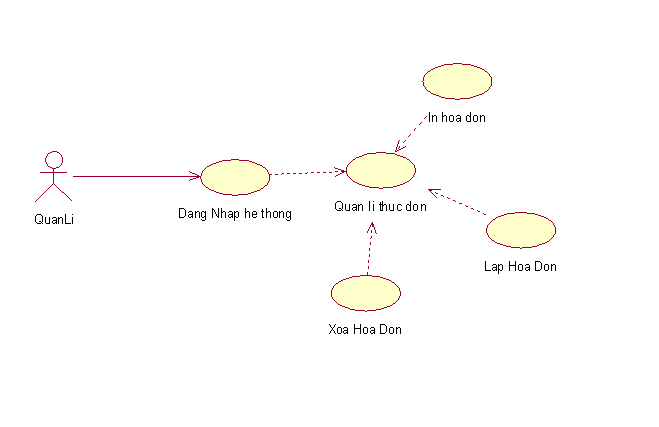 In hoa don
QuanLi
Dang Nhap he thong
Quan li thuc don
Lap Hoa Don
Xoa Hoa Don